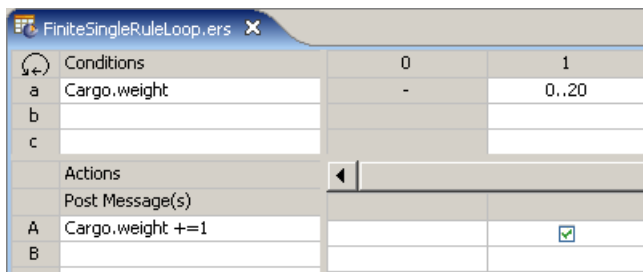 FiniteSingleRuleLoop.ers
Conditions 0 1
a Cargo.weight - 0..20
b
c
Actions
Post Message(s)
A Cargo.weight +=1
B